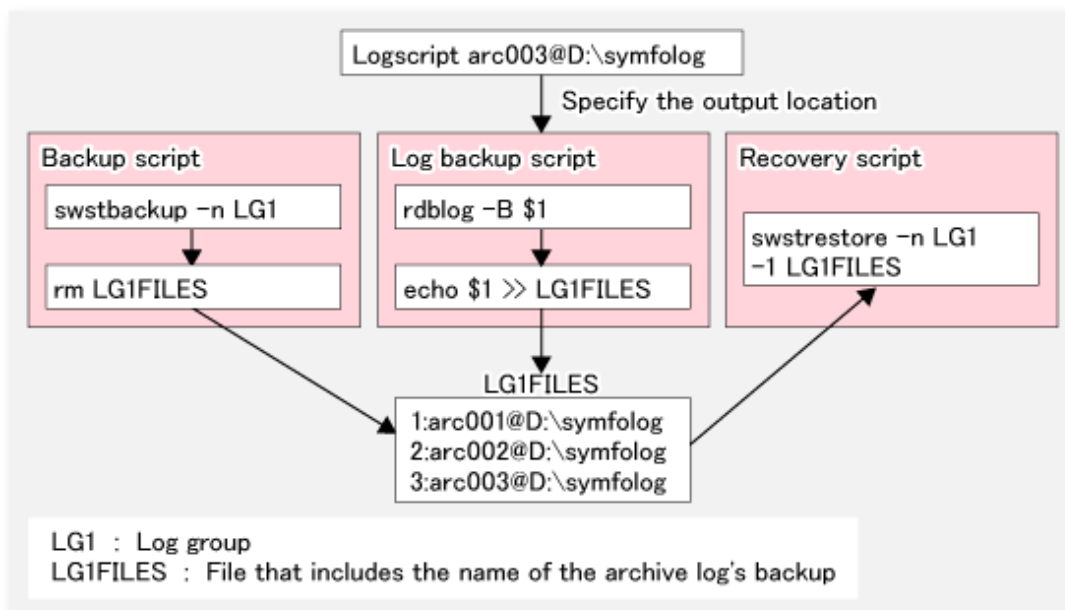 Logscript arc003@D:\symfolog
Specify the output location
Backup script
swstbackup -n LG1
rm LG1FILES
Log backup script
rdblog -B $1
echo $1 >> LG1FILES
Recovery script
swstrestore -n LG1
-1 LG1FILES
LG1FILES
1:arc001@D:\symfolog
2:arc002@D:\symfolog
3:arc003@D:\symfolog
LG1 : Log group
LG1FILES : File that includes the name of the archive log's backup